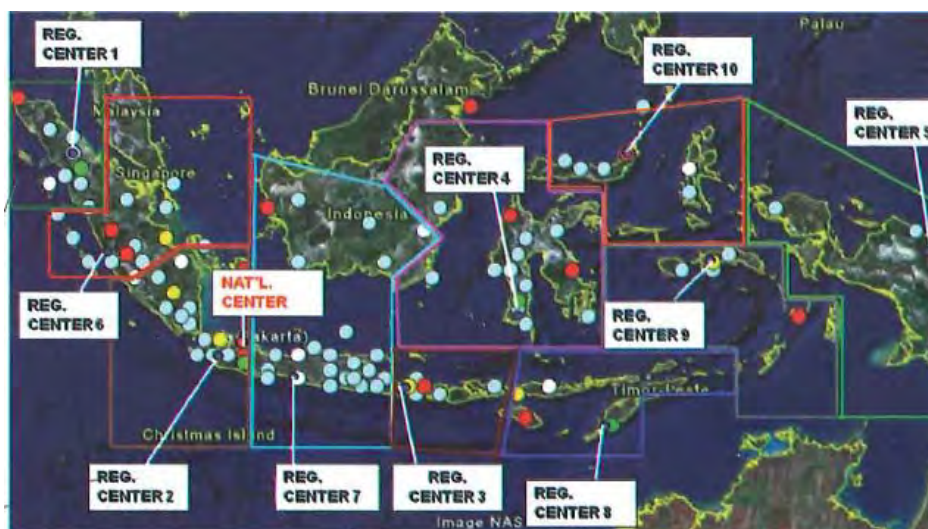 Palau
REG.
CENTER 1
REG.
CENTER 10
Brunei Darussalam
Malaysia
REG.
CENTER 5
REG.
CENTER 4
Singapore
Indonesia
NAT'L.
CENTER
REG.
CENTER 6
REG.
CENTER 9
(Jakarta)
Timor-Leste
Christmas Island
REG.
CENTER 2
REG.
CENTER 7
REG.
CENTER 3
REG.
CENTER 8
Image NAS